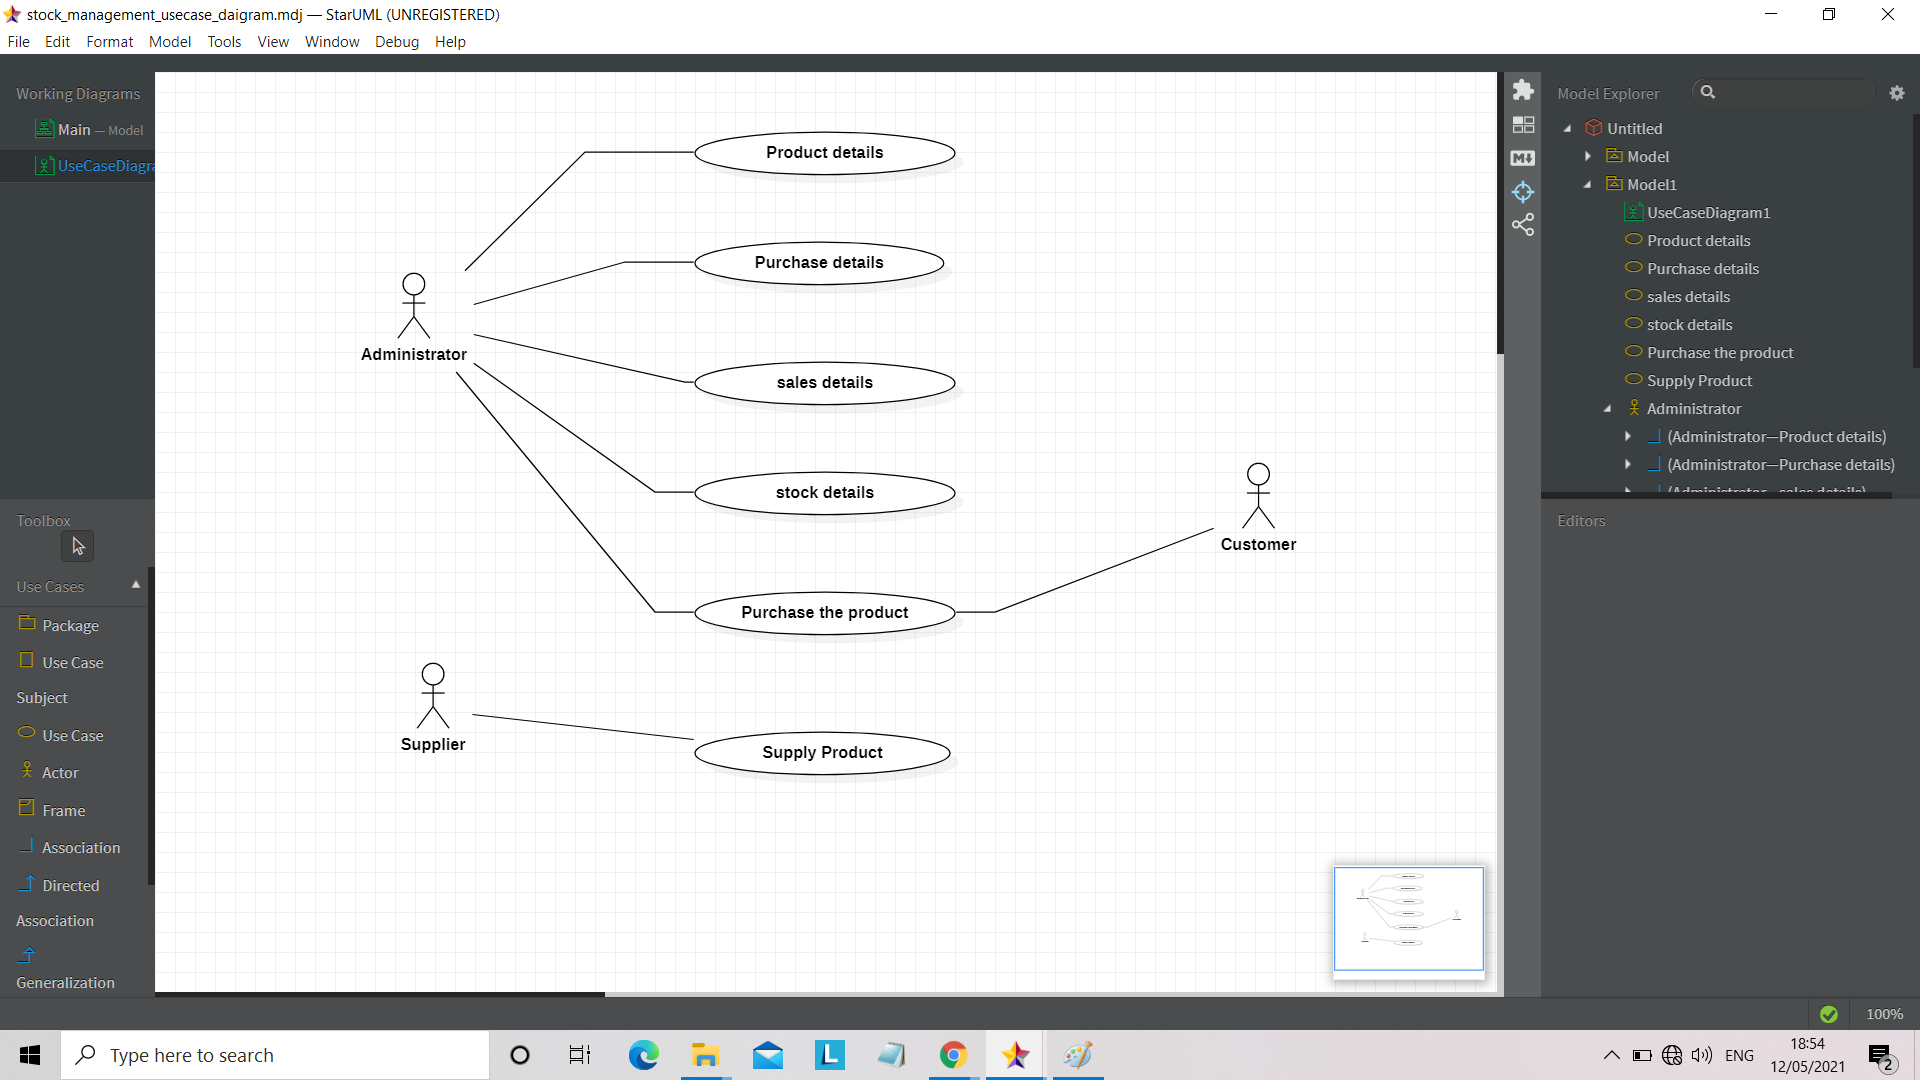 stock_management_usecase_daigram.mdj — StarUML (UNREGISTERED)
File Edit Format Model Tools View Window Debug Help
Working Diagrams
Main — Model
UseCaseDiagra
Toolbox
Use Cases
Package
Use Case
Subject
Use Case
Actor
Frame
Association
Directed
Association
Generalization
Product details
Purchase details
Administrator
sales details
stock details
Customer
Purchase the product
Supplier
Supply Product
Model Explorer
Untitled
Model
Model1
UseCaseDiagram1
Product details
Purchase details
sales details
stock details
Purchase the product
Supply Product
Administrator
(Administrator—Product details)
(Administrator—Purchase details)
(Administrator—sales details)
Editors
100%
Type here to search
ENG
18:54
12/05/2021
2